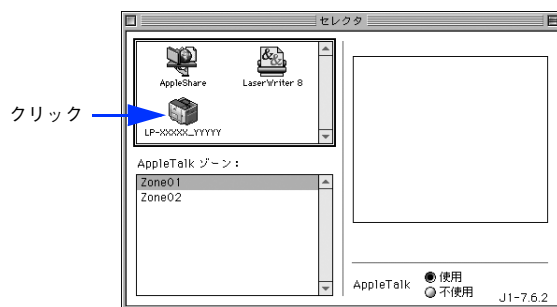 セレクタ
AppleShare
LaserWriter 8
クリック
LP-XXXXX_YYYYY
AppleTalk ゾーン：
Zone01
Zone02
AppleTalk
使用
不使用
J1-7.6.2